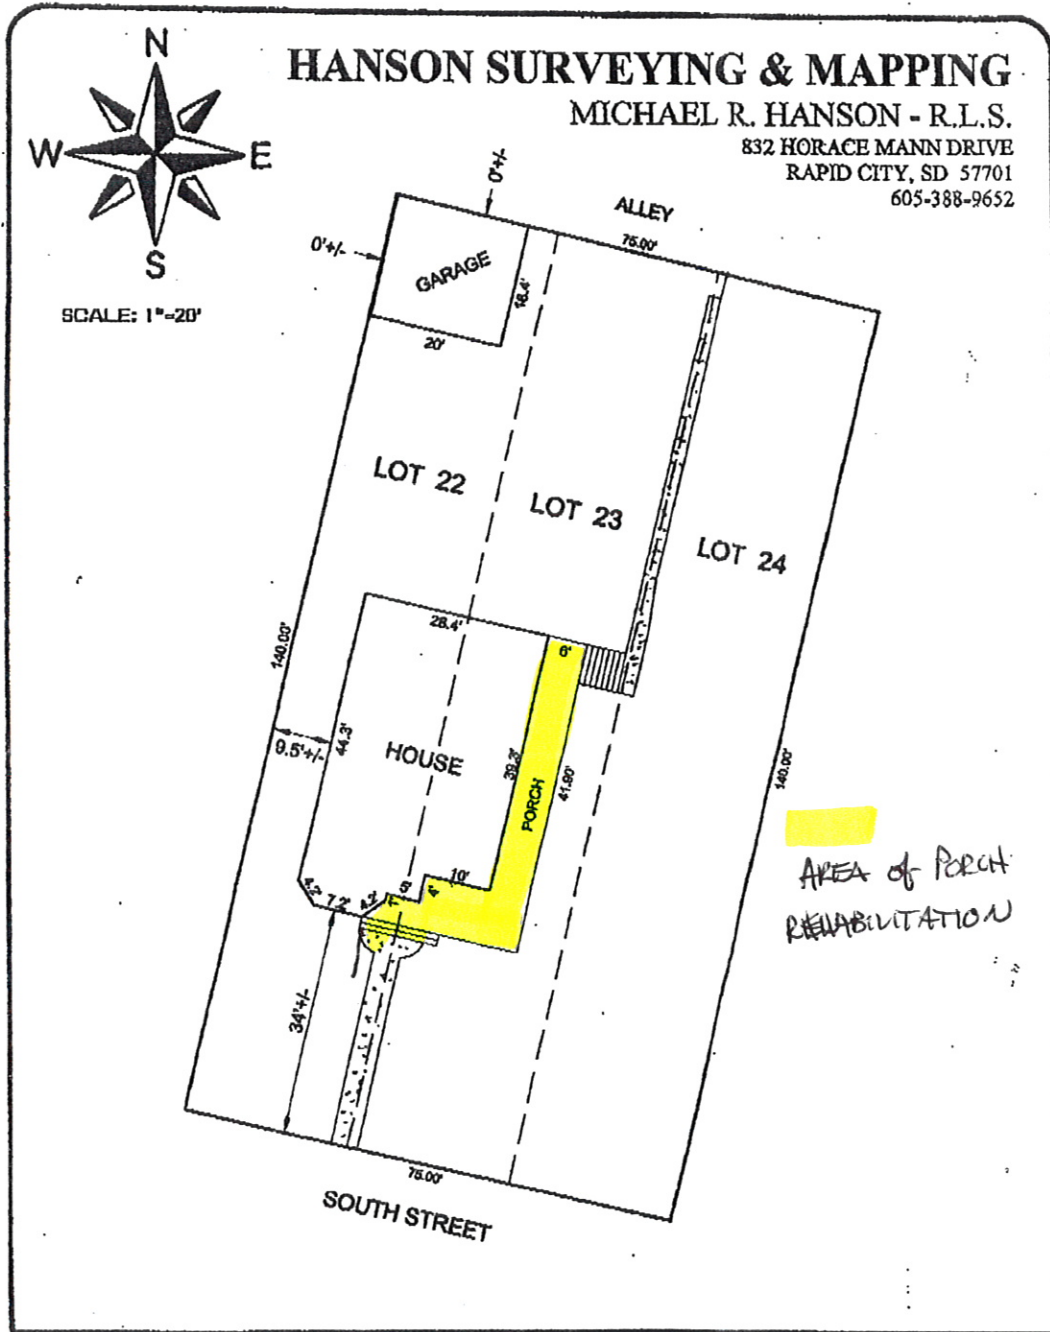 N
W E
S
SCALE: 1"=20'
HANSON SURVEYING & MAPPING
MICHAEL R. HANSON - R.L.S.
832 HORACE MANN DRIVE
RAPID CITY, SD 57701
605-388-9652
0'+/-
0'+/-
ALLEY
75.00'
GARAGE
18.4'
20'
LOT 22
LOT 23
LOT 24
140.00'
28.4'
6'
9.5'+/-
44.3'
HOUSE
39.3'
PORCH
41.90'
140.00'
4.2'
7.2'
4.2'
1'
5'
4'
10'
AREA of PORCH
REHABILITATION
34'+/-
75.00'
SOUTH STREET